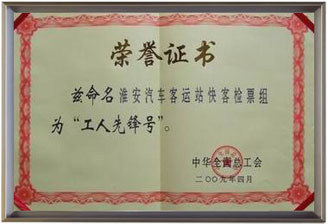 荣誉证书
兹命名淮安汽车客运站快客检票组
为“工人先锋号”。
中华全国总工会
二〇〇九年四月